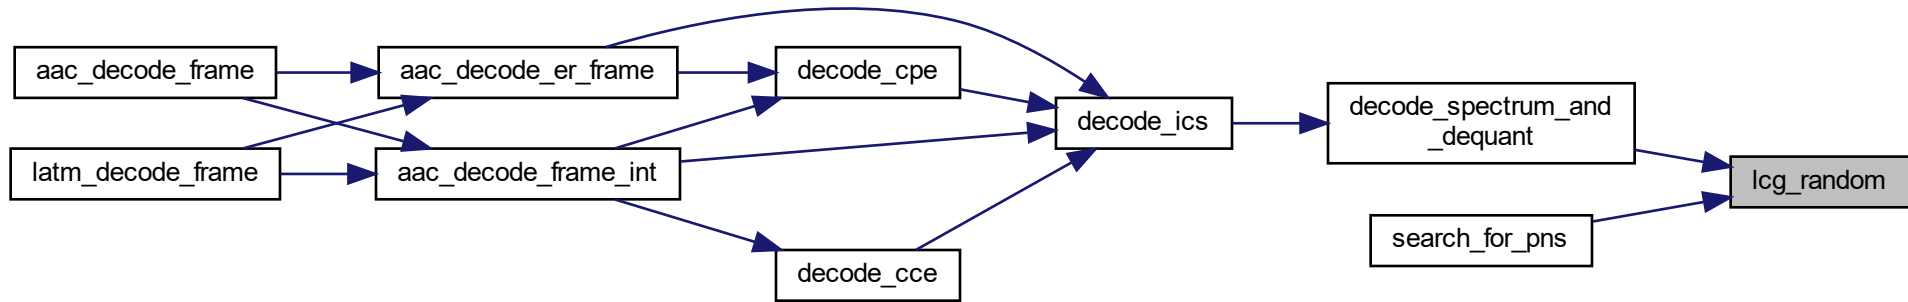 aac_decode_frame
latm_decode_frame
aac_decode_er_frame
aac_decode_frame_int
decode_cpe
decode_cce
decode_ics
decode_spectrum_and
_dequant
search_for_pns
lcg_random